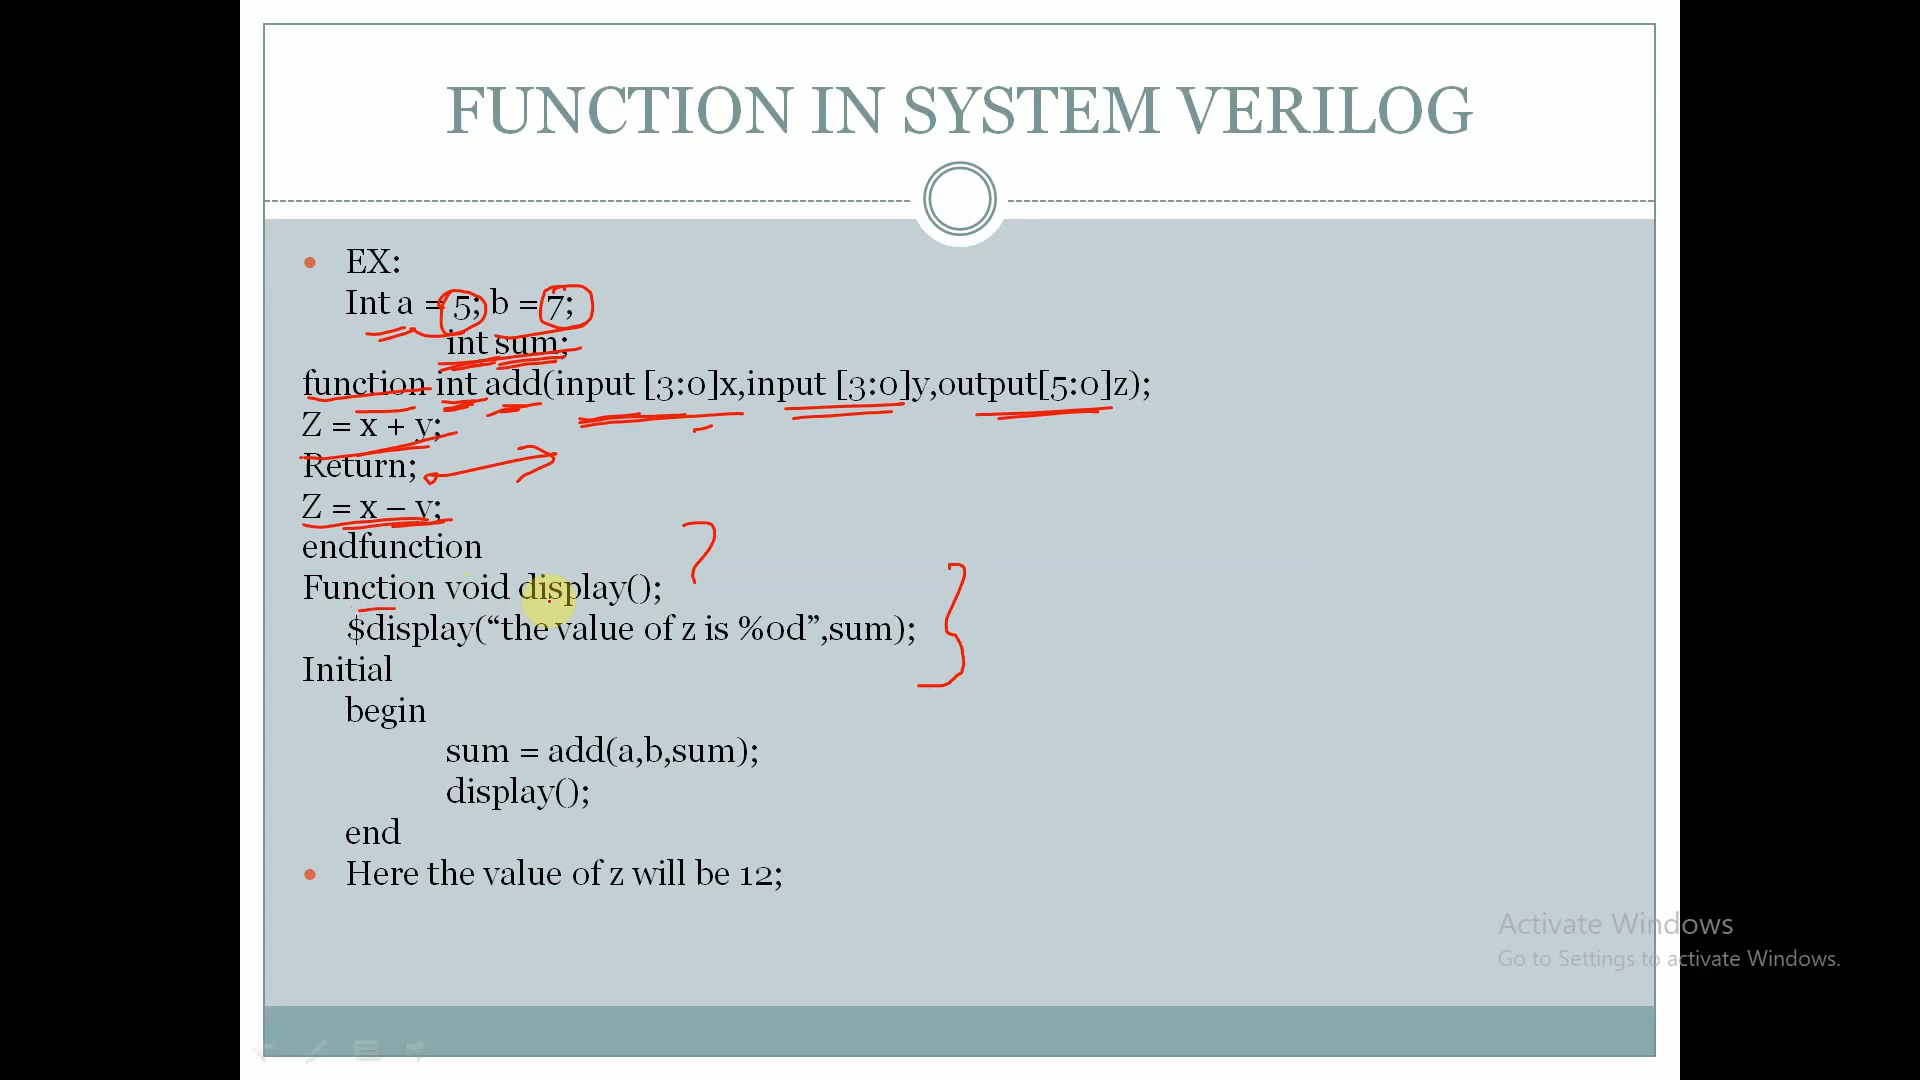 FUNCTION IN SYSTEM VERILOG
• EX:
Int a = 5; b = 7;
int sum;
function int add(input [3:0]x,input [3:0]y,output[5:0]z);
Z = x + y;
Return;
Z = x – y;
endfunction
Function void display();
$display(“the value of z is %0d”,sum);
Initial
begin
sum = add(a,b,sum);
display();
end
• Here the value of z will be 12;
Activate Windows
Go to Settings to activate Windows.